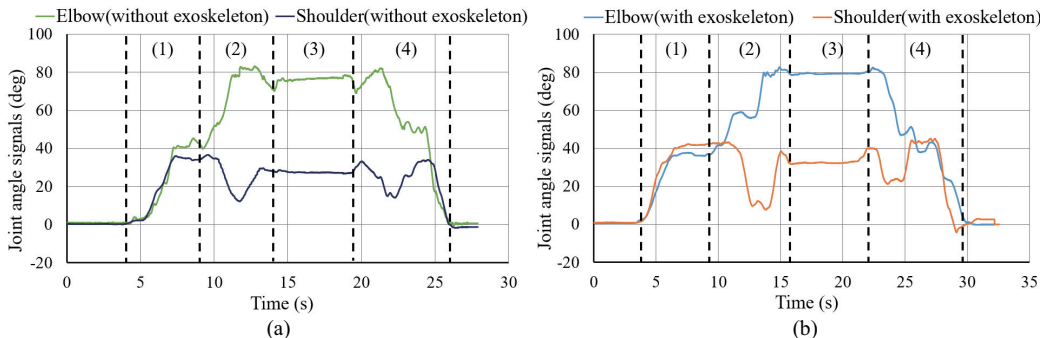 Elbow(without exoskeleton) Shoulder(without exoskeleton)
100
80
60
40
20
0
-20
Joint angle signals (deg)
(1) (2) (3) (4)
0 5 10 15 20 25 30
Time (s)
(a)
Elbow(with exoskeleton) Shoulder(with exoskeleton)
100
80
60
40
20
0
-20
Joint angle signals (deg)
(1) (2) (3) (4)
0 5 10 15 20 25 30 35
Time (s)
(b)